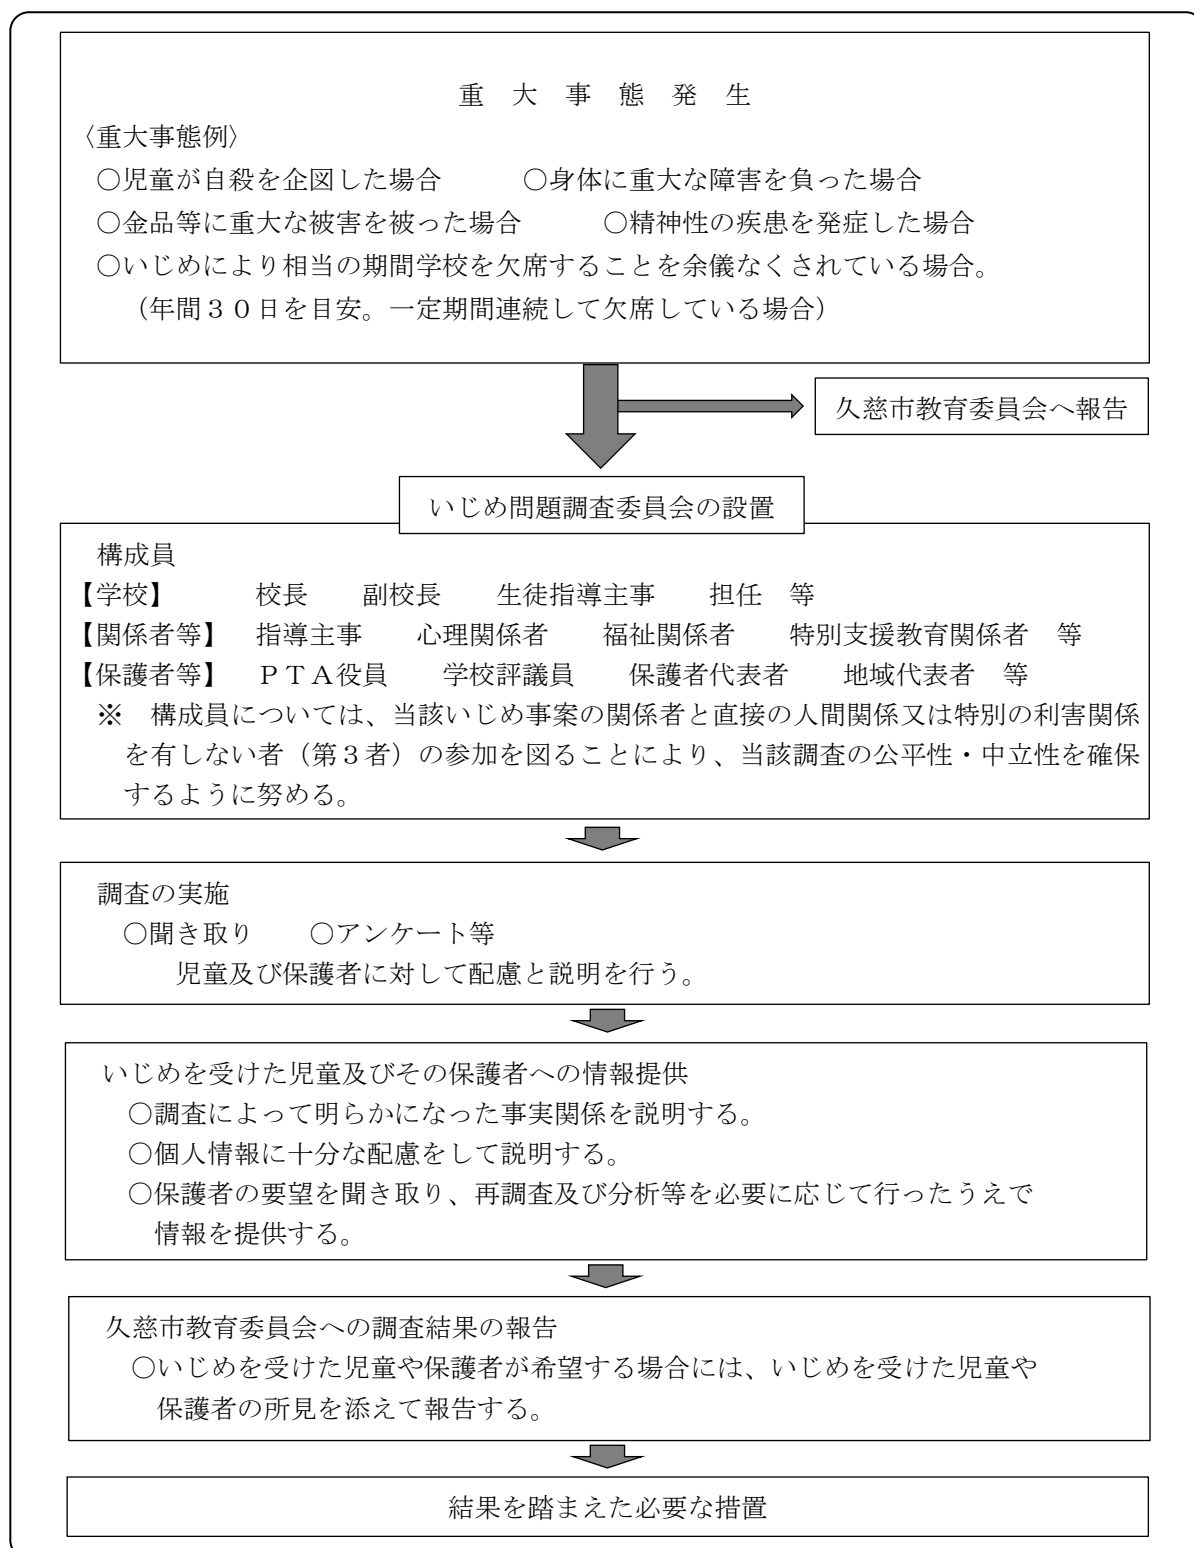 重　大　事　態　発　生
〈重大事態例〉
○児童が自殺を企図した場合　　　○身体に重大な障害を負った場合
○金品等に重大な被害を被った場合　　　○精神性の疾患を発症した場合
○いじめにより相当の期間学校を欠席することを余儀なくされている場合。
（年間３０日を目安。一定期間連続して欠席している場合）
久慈市教育委員会へ報告
いじめ問題調査委員会の設置
構成員
【学校】　　　校長　　副校長　　生徒指導主事　　担任　等
【関係者等】　指導主事　　心理関係者　　福祉関係者　　特別支援教育関係者　等
【保護者等】　ＰＴＡ役員　　学校評議員　　保護者代表者　　地域代表者　等
※　構成員については、当該いじめ事案の関係者と直接の人間関係又は特別の利害関係
を有しない者（第３者）の参加を図ることにより、当該調査の公平性・中立性を確保
するように努める。
調査の実施
○聞き取り　　○アンケート等
児童及び保護者に対して配慮と説明を行う。
いじめを受けた児童及びその保護者への情報提供
○調査によって明らかになった事実関係を説明する。
○個人情報に十分な配慮をして説明する。
○保護者の要望を聞き取り、再調査及び分析等を必要に応じて行ったうえで
情報を提供する。
久慈市教育委員会への調査結果の報告
○いじめを受けた児童や保護者が希望する場合には、いじめを受けた児童や
保護者の所見を添えて報告する。
結果を踏まえた必要な措置